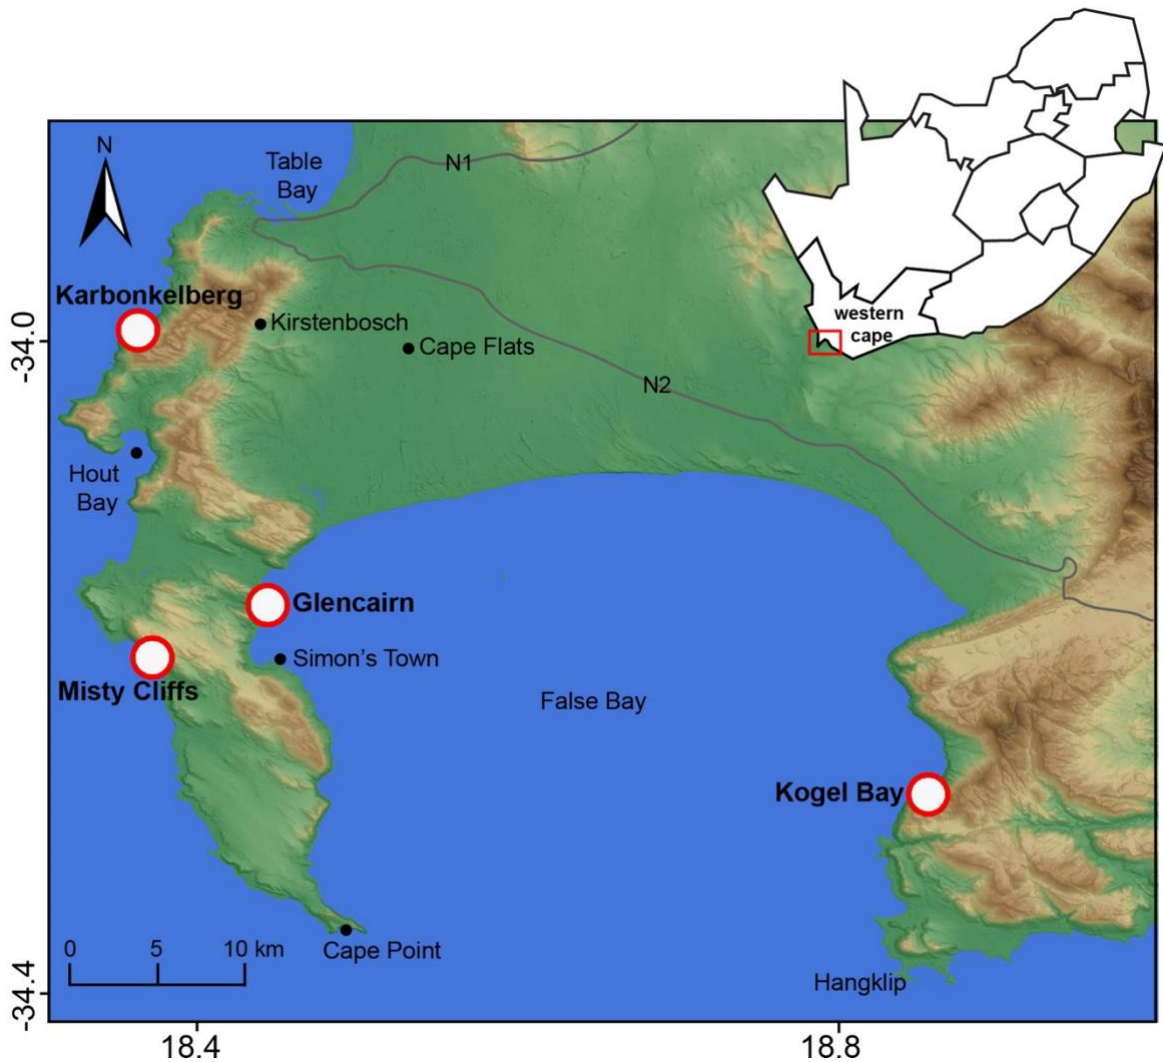 N
Table
Bay
N1
Karbonkelberg
Kirstenbosch
Cape Flats
western
cape
-34.0
N2
Hout
Bay
Glencairn
Simon's Town
Misty Cliffs
False Bay
Kogel Bay
0 5 10 km
Cape Point
Hangklip
-34.4
18.4
18.8